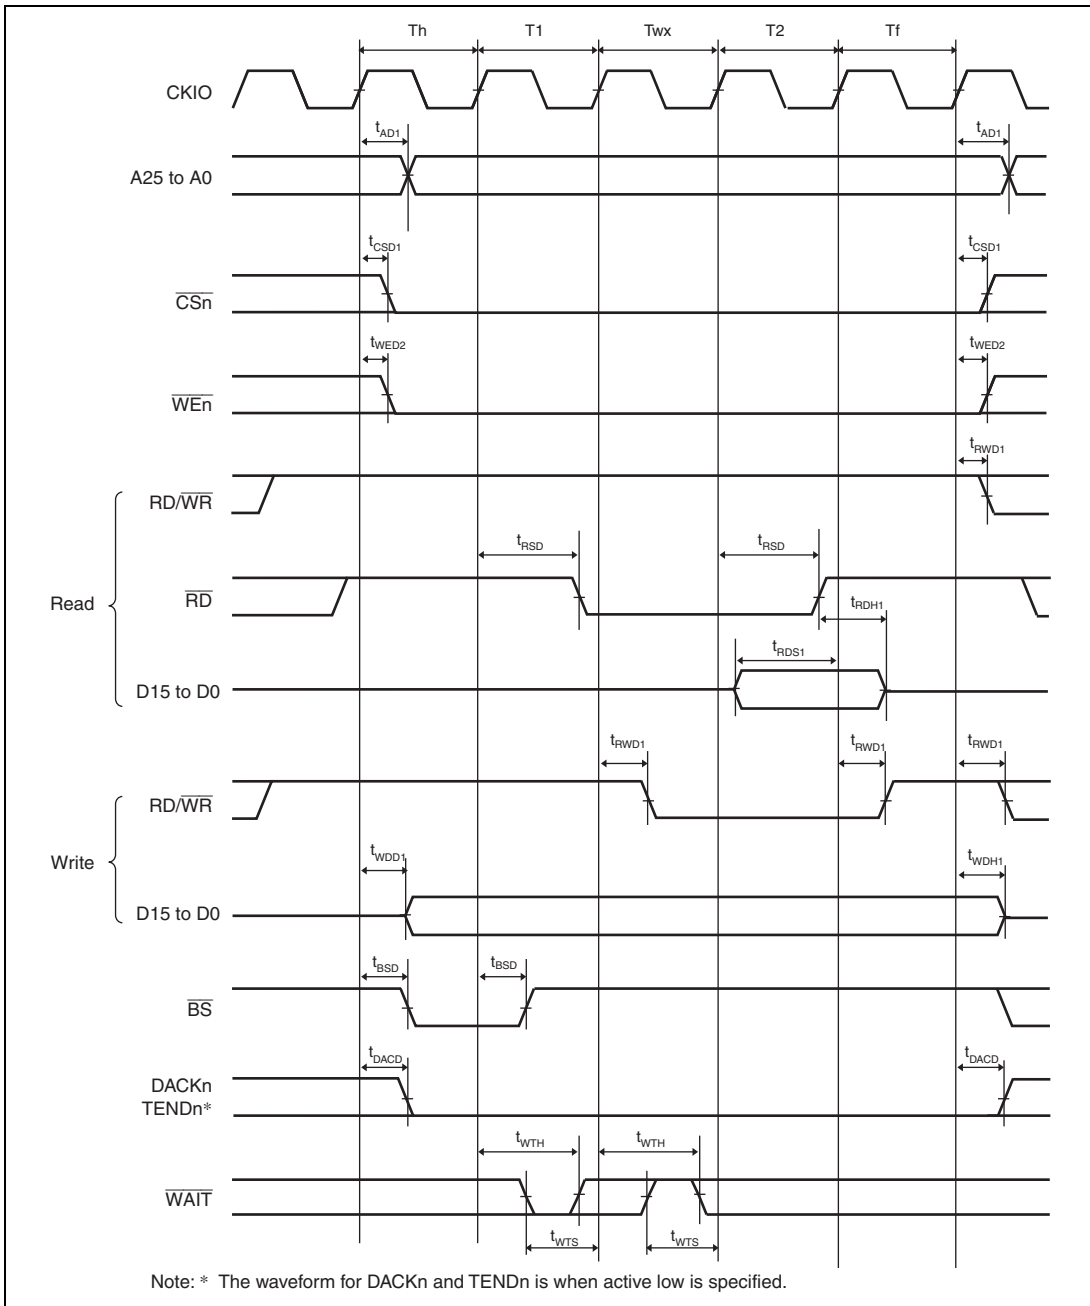 Th T1 Twx T2 Tf
CKIO
tAD1 tAD1
A25 to A0
tCSD1 tCSD1
CSn
tWED2 tWED2
WEn
tRWD1
RD/WR
tRSD tRSD
Read
RD
tRDH1
tRDS1
D15 to D0
tRWD1 tRWD1 tRWD1
RD/WR
Write
tWDD1 tWDH1
D15 to D0
tBSD tBSD
BS
tDACD tDACD
DACKn
TENDn*
tWTH tWTH
WAIT
tWTS tWTS
Note: * The waveform for DACKn and TENDn is when active low is specified.